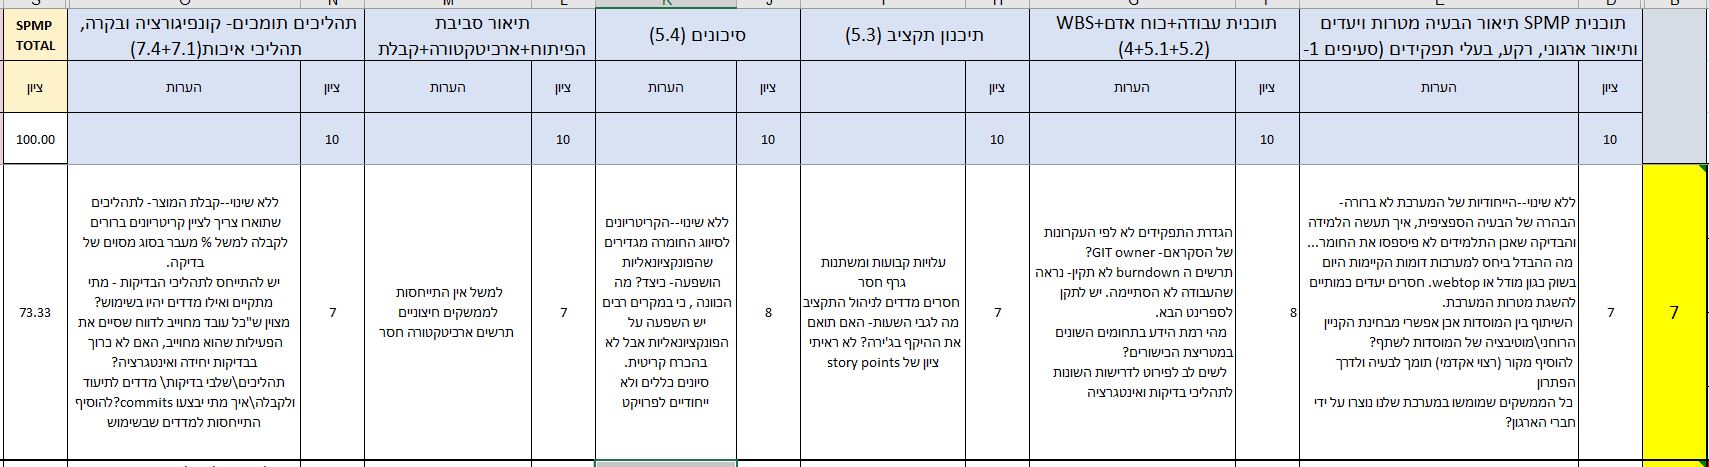 תוכנית SPMP תיאור הבעיה מטרות ויעדים
ותיאור ארגוני, רקע, בעלי תפקידים (סעיפים 1-
תוכנית עבודה+כוח אדם+WBS
(4+5.1+5.2)
תיכנון תקציב (5.3)
סיכונים (5.4)
תיאור סביבת
הפיתוח+ארכיטקטורה+קבלת
תהליכים תומכים- קונפיגורציה ובקרה,
תהליכי איכות(7.4+7.1)
SPMP
TOTAL
ציון
הערות
ציון
הערות
ציון
ציון
הערות
ציון
הערות
ציון
הערות
ציון
10
10
10
10
10
10
100.00
7
7
ללא שינוי--הייחודיות של המערכת לא ברורה-
הבהרה של הבעיה הספציפית, איך תעשה הלמידה
והבדיקה שאכן התלמידים לא פיספסו את החומר...
מה ההבדל ביחס למערכות דומות הקיימות היום
בשוק כגון מודל או webtop. חסרים יעדים כמותיים
להשגת מטרות המערכת.
השיתוף בין המוסדות אכן אפשרי מבחינת הקניין
הרוחני\מוטיבציה של המוסדות לשתף?
להוסיף מקור (רצוי אקדמי) תומך לבעיה ולדרך
הפתרון
כל הממשקים שמומשו במערכת שלנו נוצרו על ידי
חברי הארגון?
8
הגדרת התפקידים לא לפי העקרונות
של הסקראם- GIT owner?
תרשים ה burndown לא תקין- נראה
שהעבודה לא הסתיימה. יש לתקן
לספרינט הבא.
מהי רמת הידע בתחומים השונים
במטריצת הכישורים?
לשים לב לפירוט לדרישות השונות
לתהליכי בדיקות ואינטגרציה
7
עלויות קבועות ומשתנות
גרף חסר
חסרים מדדים לניהול התקציב
מה לגבי השעות- האם תואם
את ההיקף בג'ירה? לא ראיתי
ציון של story points
8
ללא שינוי--הקריטריונים
לסיווג החומרה מגדירים
שהפונקציונאליות
הושפעה- כיצד? מה
הכוונה , כי במקרים רבים
יש השפעה על
הפונקציונאליות אבל לא
בהכרח קריטית.
סיונים כללים ולא
ייחודיים לפרויקט
7
למשל אין התייחסות
לממשקים חיצוניים
תרשים ארכיטקטורה חסר
7
ללא שינוי--קבלת המוצר- לתהליכים
שתוארו צריך לציין קריטריונים ברורים
לקבלה למשל % מעבר בסוג מסוים של
בדיקה.
יש להתייחס לתהליכי הבדיקות - מתי
מתקיים ואילו מדדים יהיו בשימוש?
מצוין ש"כל עובד מחוייב לדווח שסיים את
הפעילות שהוא מחוייב, האם לא כרוך
בבדיקות יחידה ואינטגרציה?
תהליכים\שלבי בדיקות\ מדדים לתיעוד
ולקבלה\איך מתי יבצעו commits?להוסיף
התייחסות למדדים שבשימוש
73.33